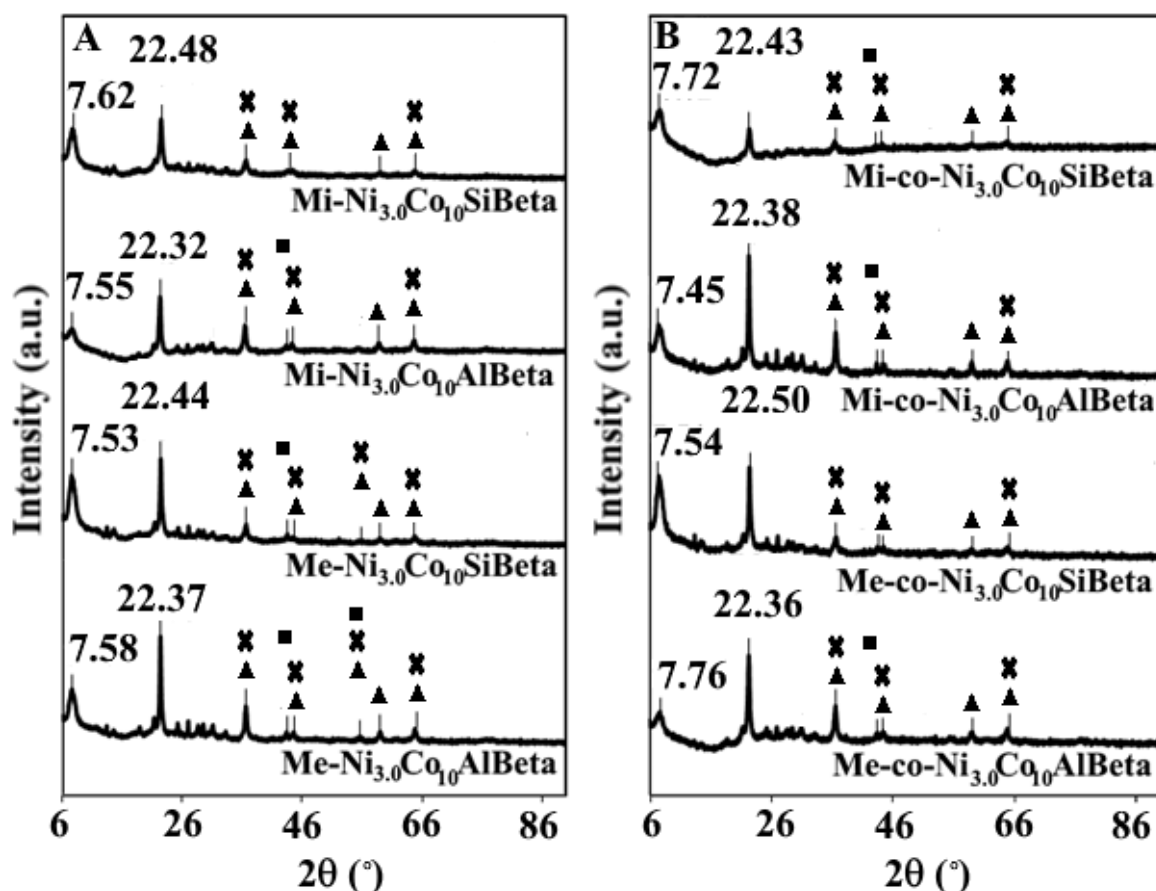 A
22.48
7.62
Mi-Ni3.0Co10SiBeta
22.32
7.55
Mi-Ni3.0Co10AlBeta
22.44
7.53
Me-Ni3.0Co10SiBeta
22.37
7.58
Me-Ni3.0Co10AlBeta
Intensity (a.u.)
6 26 46 66 86
2θ (°)
B
22.43
7.72
Mi-co-Ni3.0Co10SiBeta
22.38
7.45
Mi-co-Ni3.0Co10AlBeta
22.50
7.54
Me-co-Ni3.0Co10SiBeta
22.36
7.76
Me-co-Ni3.0Co10AlBeta
Intensity (a.u.)
6 26 46 66 86
2θ (°)